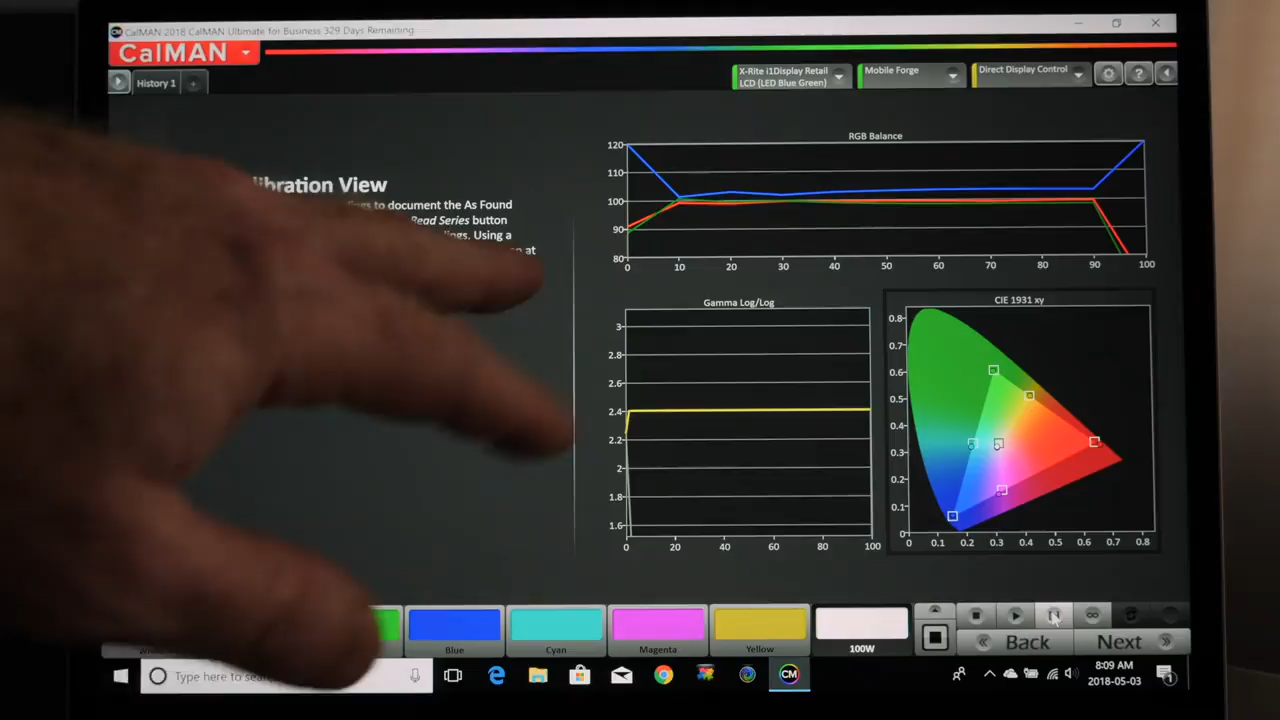 CalMAN 2018 CalMAN Ultimate for Business 329 Days Remaining
CalMAN
History 1
X-Rite i1Display Retail
LCD (LED Blue Green)
Mobile Forge
Direct Display Control
libration View
to document the As Found
Read Series button
Using a
at
RGB Balance
120
110
100
90
80
0 10 20 30 40 50 60 70 80 90 100
Gamma Log/Log
3
2.8
2.6
2.4
2.2
2
1.8
1.6
0 20 40 60 80 100
CIE 1931 xy
0.8
0.7
0.6
0.5
0.4
0.3
0.2
0.1
0
0 0.1 0.2 0.3 0.4 0.5 0.6 0.7 0.8
Blue
Cyan
Magenta
Yellow
100W
Back
Next
Type here to
CM
8:09 AM
2018-05-03
1